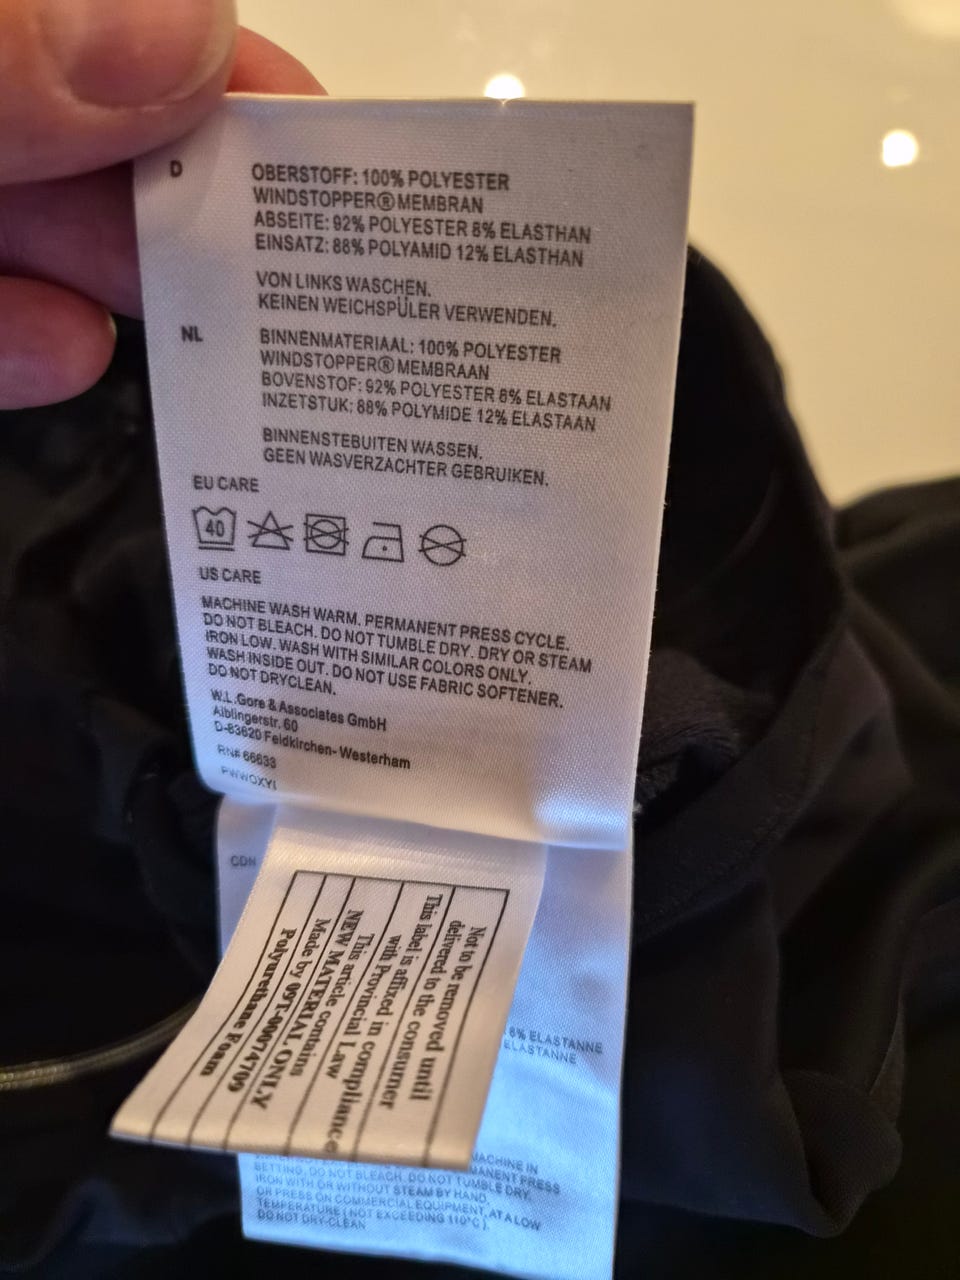 D
OBERSTOFF: 100% POLYESTER
WINDSTOPPER® MEMBRAN
ABSEITE: 92% POLYESTER 8% ELASTHAN
EINSATZ: 88% POLYAMID 12% ELASTHAN
VON LINKS WASCHEN.
KEINEN WEICHSPÜLER VERWENDEN.
NL
BINNENMATERIAAL: 100% POLYESTER
WINDSTOPPER® MEMBRAAN
BOVENSTOF: 92% POLYESTER 8% ELASTAAN
INZETSTUK: 88% POLYMIDE 12% ELASTAAN
BINNENSTEBUITEN WASSEN.
GEEN WASVERZACHTER GEBRUIKEN.
EU CARE
40
US CARE
MACHINE WASH WARM. PERMANENT PRESS CYCLE.
DO NOT BLEACH. DO NOT TUMBLE DRY. DRY OR STEAM
IRON LOW. WASH WITH SIMILAR COLORS ONLY.
WASH INSIDE OUT. DO NOT USE FABRIC SOFTENER.
DO NOT DRYCLEAN.
W.L.Gore & Associates GmbH
Aiblingerstr. 60
D-83620 Feldkirchen- Westerham
RN# 66633
CDN
Not to be removed until
delivered to the consumer
This label is affixed in compliance
with Provincial Law
This article contains
NEW MATERIAL ONLY
Made by 09T-00074709
Polyurethane Foam
8% ELASTANNE
ELASTANNE
MACHINE IN
MANENT PRESS
SETTING, DO NOT BLEACH. DO NOT TUMBLE DRY.
IRON WITH OR WITHOUT STEAM BY HAND,
OR PRESS ON COMMERCIAL EQUIPMENT, AT A LOW
TEMPERATURE ( NOT EXCEEDING 110°C ).
DO NOT DRY-CLEAN